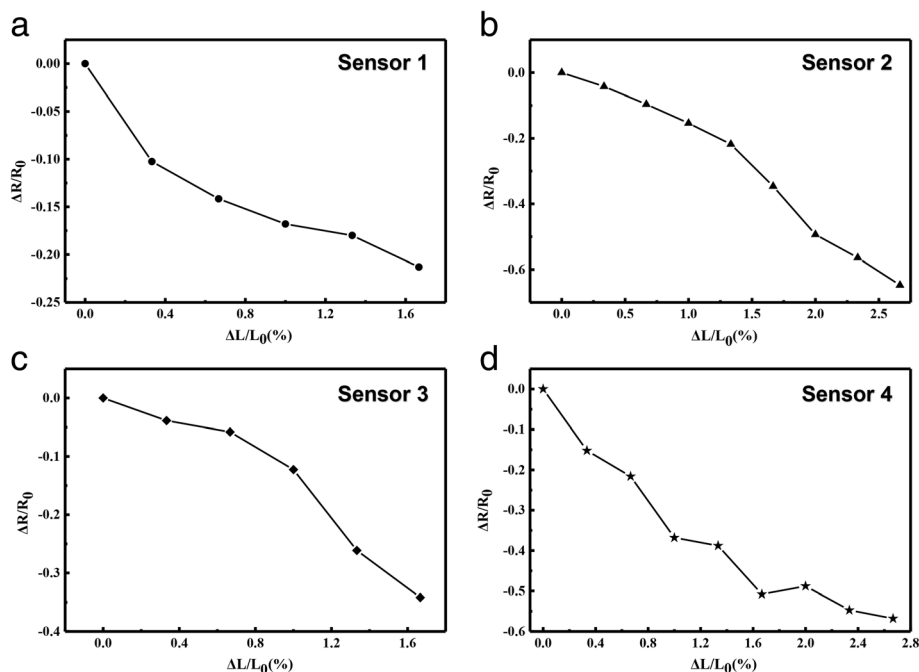 a
Sensor 1
0.00
-0.05
-0.10
-0.15
-0.20
-0.25
ΔR/R0
0.0 0.4 0.8 1.2 1.6
ΔL/L0(%)
b
Sensor 2
0.0
-0.2
-0.4
-0.6
ΔR/R0
0.0 0.5 1.0 1.5 2.0 2.5
ΔL/L0(%)
c
Sensor 3
0.0
-0.1
-0.2
-0.3
-0.4
ΔR/R0
0.0 0.4 0.8 1.2 1.6
ΔL/L0(%)
d
Sensor 4
0.0
-0.1
-0.2
-0.3
-0.4
-0.5
-0.6
ΔR/R0
0.0 0.4 0.8 1.2 1.6 2.0 2.4 2.8
ΔL/L0(%)